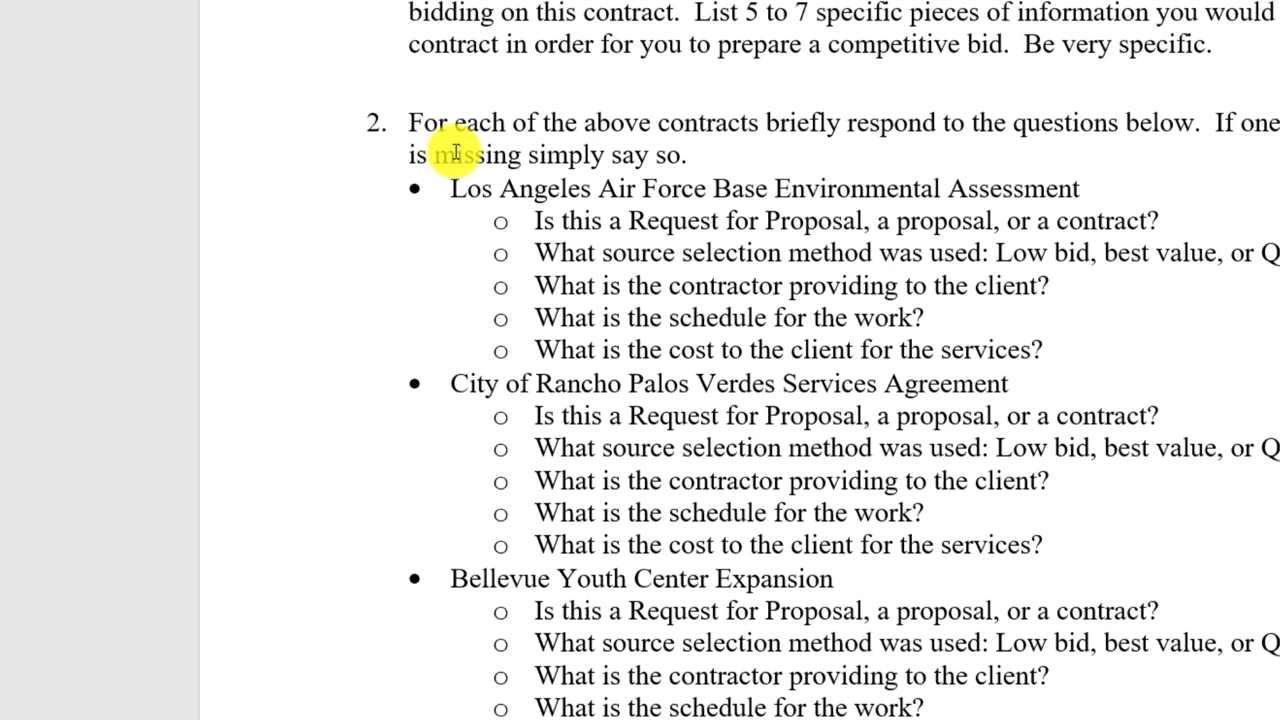 bidding on this contract.  List 5 to 7 specific pieces of information you would
contract in order for you to prepare a competitive bid.  Be very specific.
2. For each of the above contracts briefly respond to the questions below.  If one
is missing simply say so.
• Los Angeles Air Force Base Environmental Assessment
o Is this a Request for Proposal, a proposal, or a contract?
o What source selection method was used: Low bid, best value, or Q
o What is the contractor providing to the client?
o What is the schedule for the work?
o What is the cost to the client for the services?
• City of Rancho Palos Verdes Services Agreement
o Is this a Request for Proposal, a proposal, or a contract?
o What source selection method was used: Low bid, best value, or Q
o What is the contractor providing to the client?
o What is the schedule for the work?
o What is the cost to the client for the services?
• Bellevue Youth Center Expansion
o Is this a Request for Proposal, a proposal, or a contract?
o What source selection method was used: Low bid, best value, or Q
o What is the contractor providing to the client?
o What is the schedule for the work?